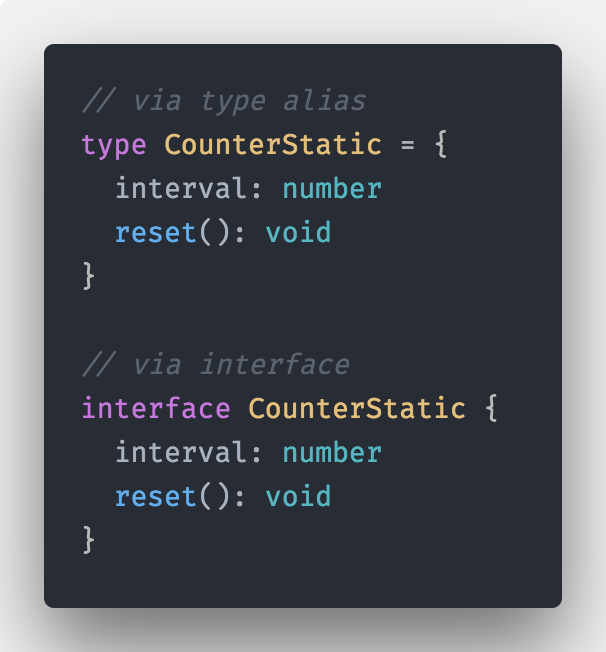 // via type alias
type CounterStatic = {
  interval: number
  reset(): void
}

// via interface
interface CounterStatic {
  interval: number
  reset(): void
}